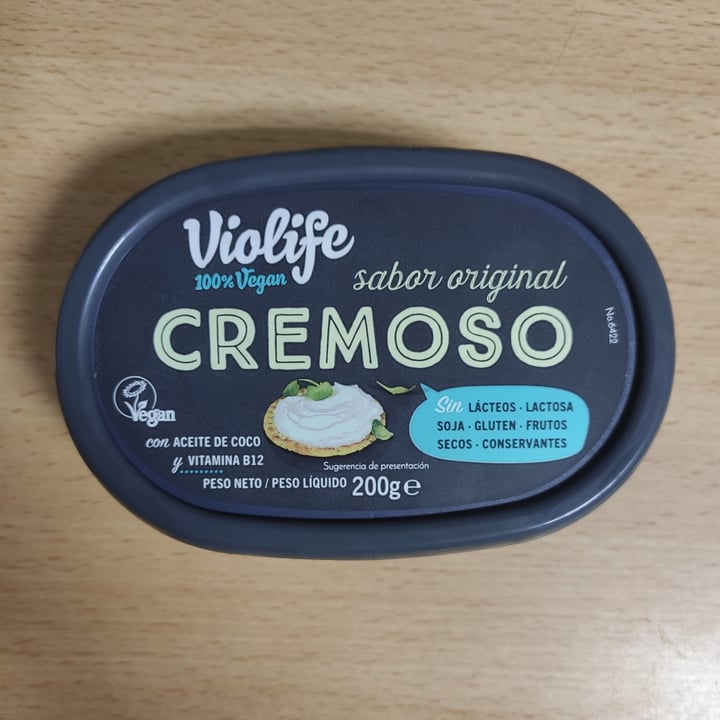 Violife
100% Vegan
sabor original
CREMOSO
No 6422
Vegan
con ACEITE DE COCO
y VITAMINA B12
Sin LÁCTEOS · LACTOSA
SOJA · GLUTEN · FRUTOS
SECOS · CONSERVANTES
Sugerencia de presentación
PESO NETO / PESO LÍQUIDO 200g ℮